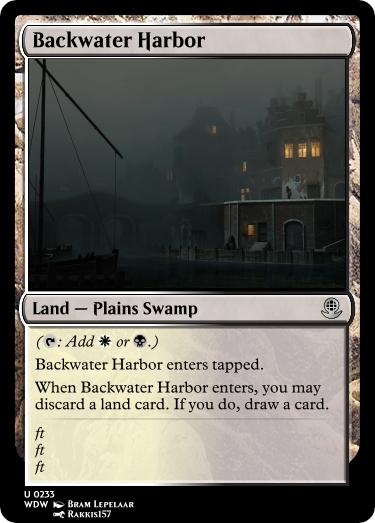 Backwater Harbor
Land — Plains Swamp
(: Add or .)
Backwater Harbor enters tapped.
When Backwater Harbor enters, you may
discard a land card. If you do, draw a card.
ft
ft
ft
U 0233
WDW Bram Lepelaar
Rakkis157